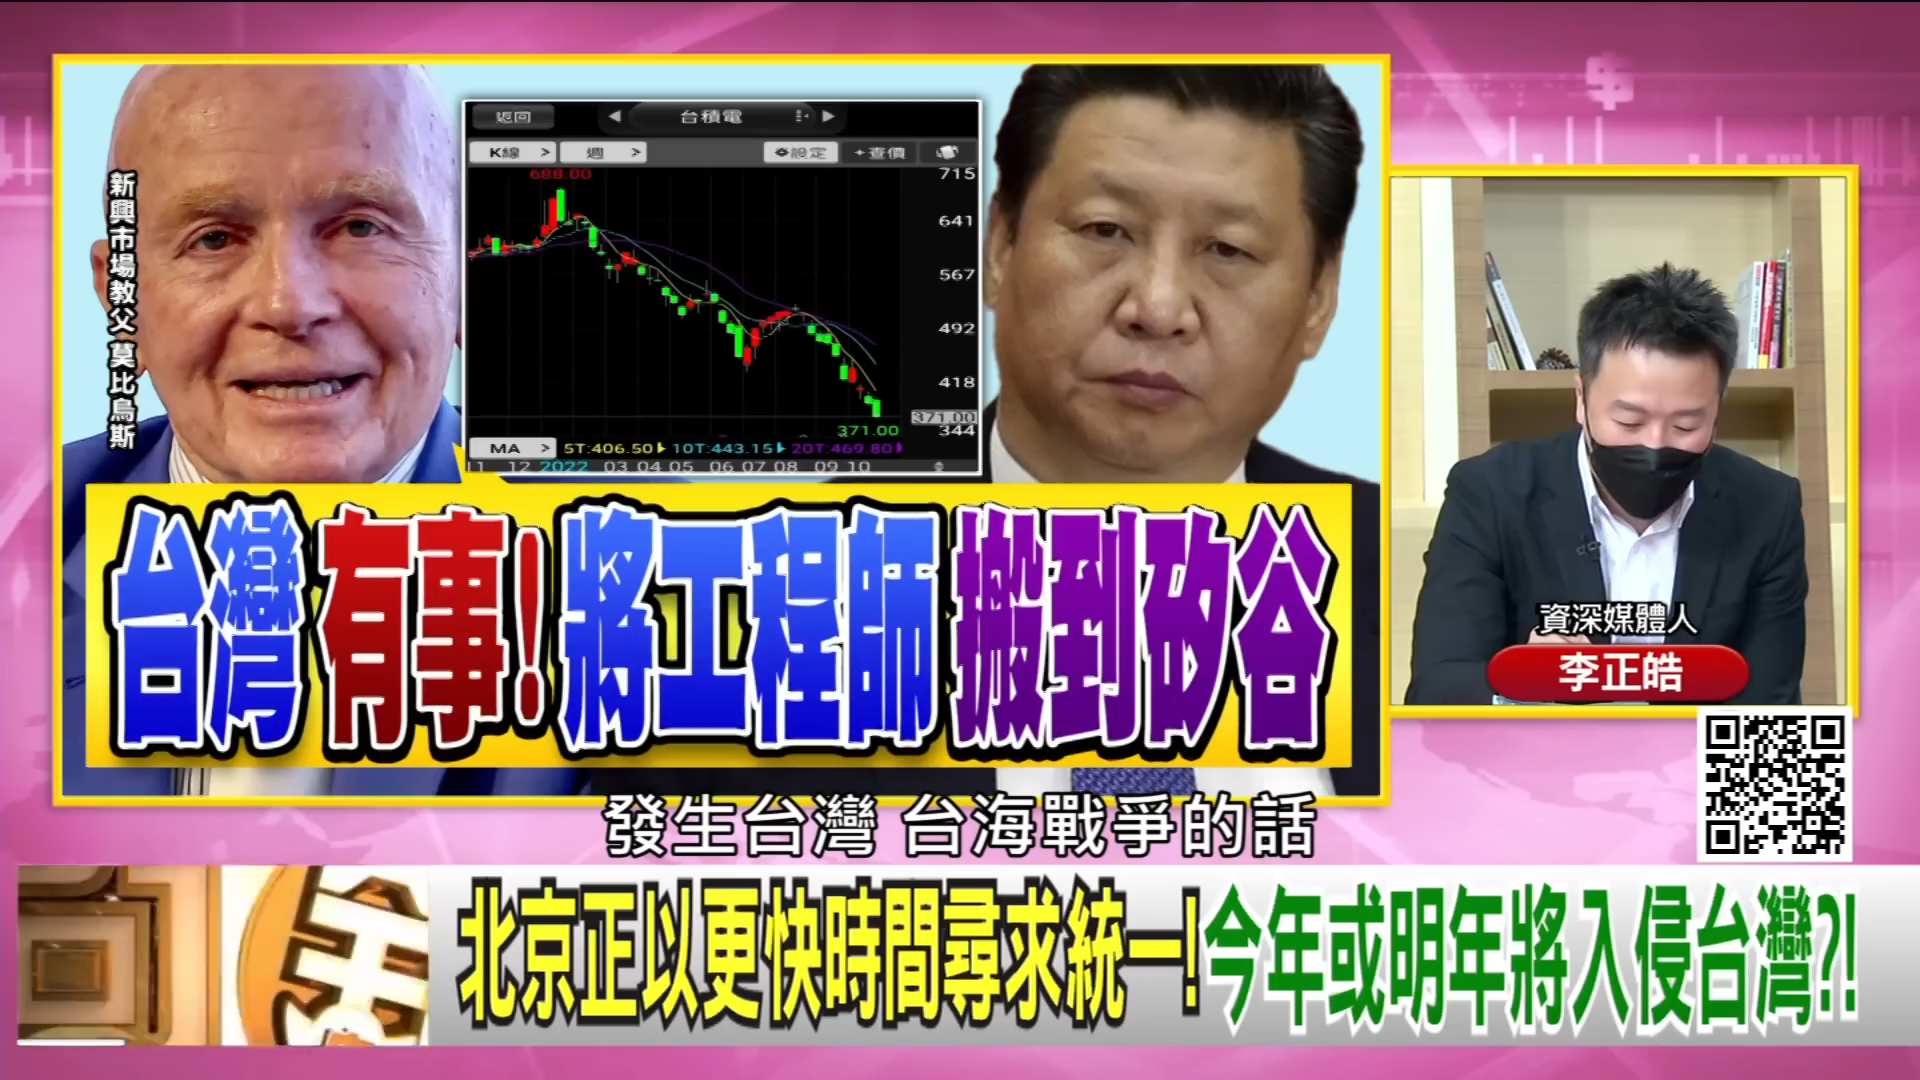 新興市場教父 莫比烏斯
返回
台積電
K線 >
週 >
設定
查價
688.00
715
641
567
492
418
371.00
344
371.00
MA >
5T:406.50
10T:443.15
20T:469.80
11 12 2022 03 04 05 06 07 08 09 10
台灣有事!將工程師搬到矽谷
資深媒體人
李正皓
發生台灣 台海戰爭的話
北京正以更快時間尋求統一!今年或明年將入侵台灣?!